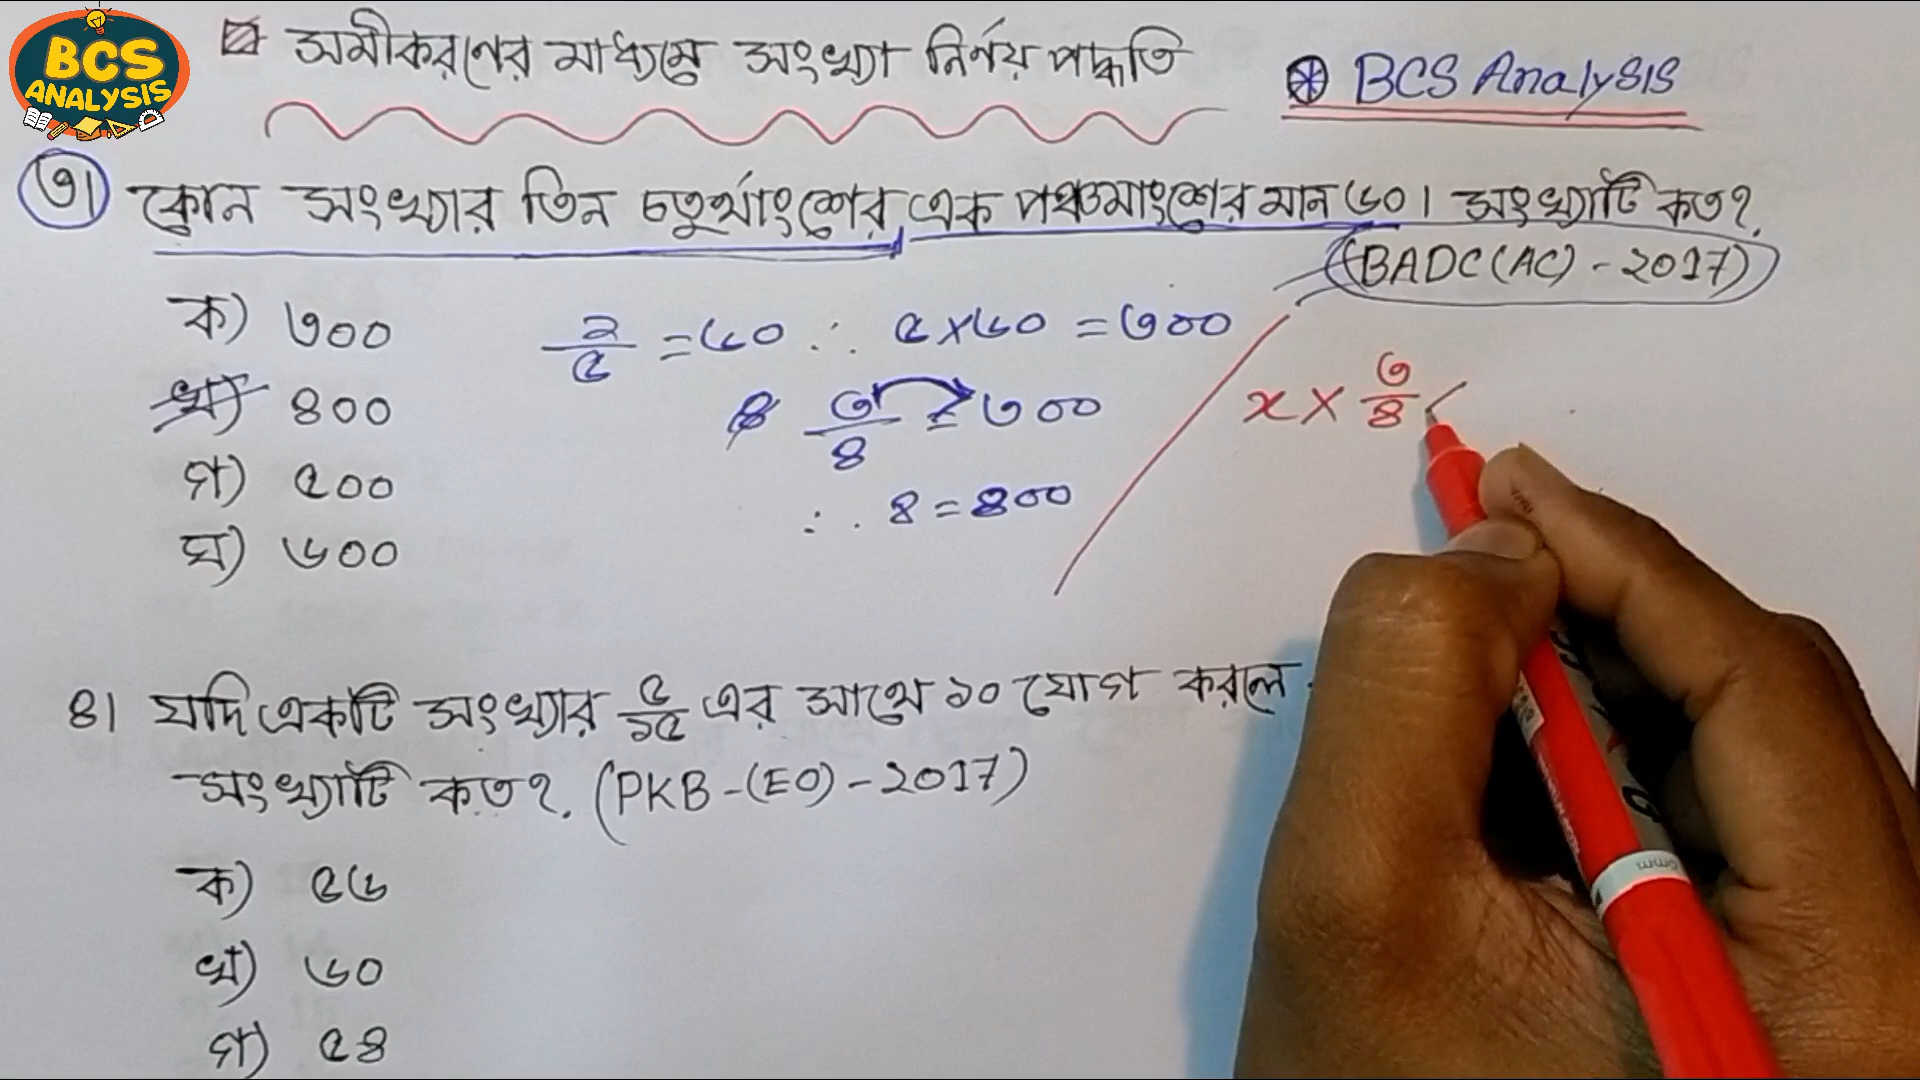 BCS
ANALYSIS
সমীকরণের মাধ্যমে সংখ্যা নির্ণয় পদ্ধতি
BCS Analysis
৩। কোন সংখ্যার তিন চতুর্থাংশের এক পঞ্চমাংশের মান ৬০। সংখ্যাটি কত?
(BADC (AC) - 2017)
ক) ৩০০
খ) ৪০০
গ) ৫০০
ঘ) ৬০০
১/৫ = ৬০ ∴ ৫ × ৬০ = ৩০০
৩/৪ = ৩০০
∴ ৪ = ৪০০
x × ৩/৪
৪। যদি একটি সংখ্যার ৫/১৫ এর সাথে ১০ যোগ করলে
সংখ্যাটি কত? (PKB-(EO) - 2017)
ক) ৫৬
খ) ৬০
গ) ৫৪